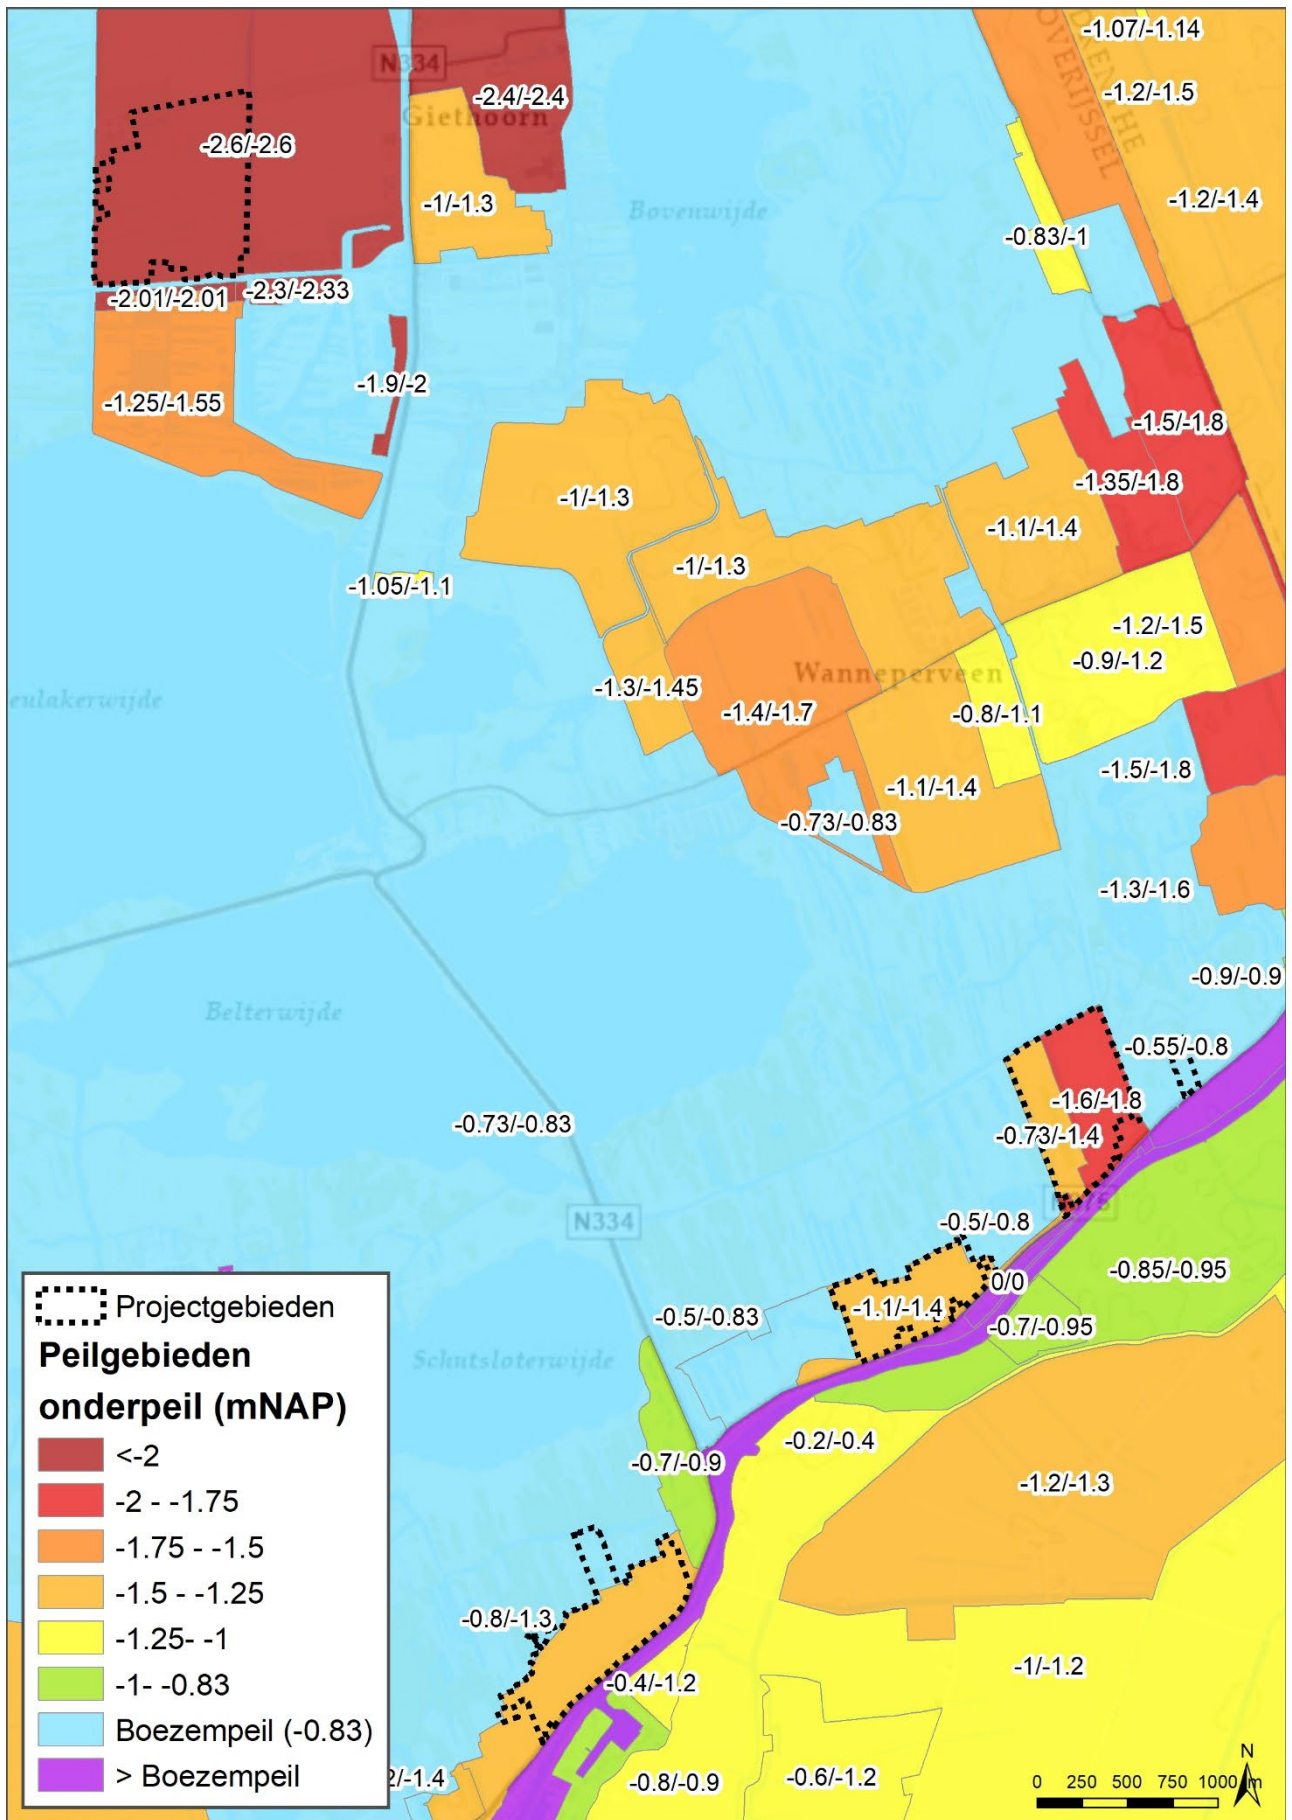 -1.07/-1.14
OVERIJSSEL
DRENTHE
N334
-2.4/-2.4
-1.2/-1.5
Giethoorn
-2.6/-2.6
-1/-1.3
Bovenwijde
-1.2/-1.4
-0.83/-1
-2.01/-2.01
-2.3/-2.33
-1.9/-2
-1.25/-1.55
-1.5/-1.8
-1.35/-1.8
-1/-1.3
-1.1/-1.4
-1/-1.3
-1.05/-1.1
-1.2/-1.5
-0.9/-1.2
Wanneperveen
-1.3/-1.45
eulakerwijde
-1.4/-1.7
-0.8/-1.1
-1.5/-1.8
-1.1/-1.4
-0.73/-0.83
-1.3/-1.6
-0.9/-0.9
Belterwijde
-0.55/-0.8
-1.6/-1.8
-0.73/-0.83
-0.73/-1.4
N334
-0.5/-0.8
-0.85/-0.95
0/0
-1.1/-1.4
-0.5/-0.83
-0.7/-0.95
Schutsloterwijde
-0.2/-0.4
-0.7/-0.9
-1.2/-1.3
-0.8/-1.3
-1/-1.2
-0.4/-1.2
2/-1.4
-0.8/-0.9
-0.6/-1.2
Projectgebieden
Peilgebieden
onderpeil (mNAP)
<-2
-2 - -1.75
-1.75 - -1.5
-1.5 - -1.25
-1.25- -1
-1- -0.83
Boezempeil (-0.83)
> Boezempeil
N
0 250 500 750 1000 m